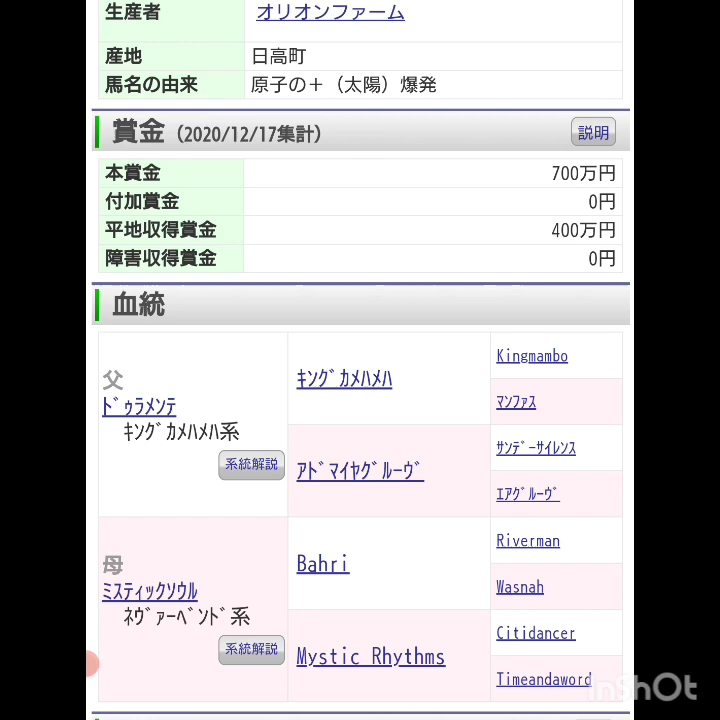 生産者 オリオンファーム
産地 日高町
馬名の由来 原子の＋（太陽）爆発
賞金（2020/12/17集計） 説明
本賞金 700万円
付加賞金 0円
平地収得賞金 400万円
障害収得賞金 0円
血統
父
ﾄﾞｩﾗﾒﾝﾃ
ｷﾝｸﾞｶﾒﾊﾒﾊ系
系統解説
ｷﾝｸﾞｶﾒﾊﾒﾊ
Kingmambo
ﾏﾝﾌｧｽ
ｱﾄﾞﾏｲﾔｸﾞﾙｰｳﾞ
ｻﾝﾃﾞｰｻｲﾚﾝｽ
ｴｱｸﾞﾙｰｳﾞ
母
ﾐｽﾃｨｯｸｿｳﾙ
ﾈｳﾞｧｰﾍﾞﾝﾄﾞ系
系統解説
Bahri
Riverman
Wasnah
Mystic Rhythms
Citidancer
Timeandaword
InShOt